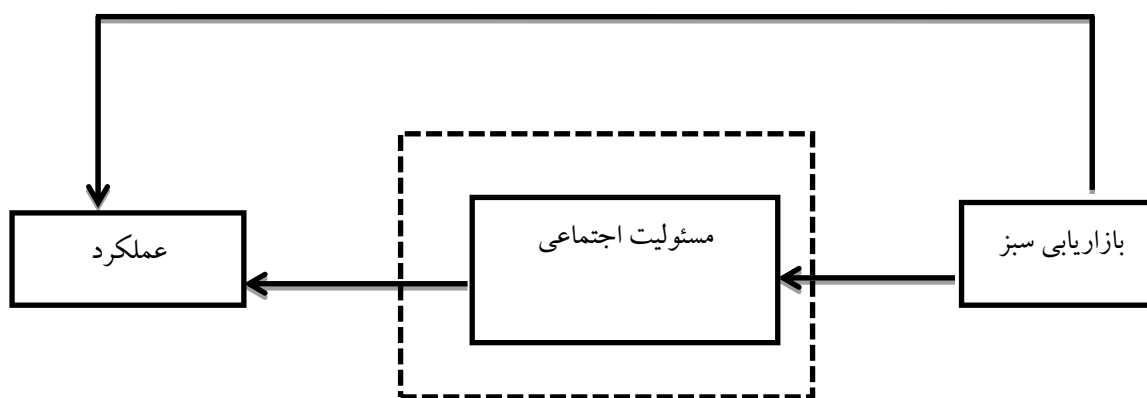 بازاریابی سبز
مسئولیت اجتماعی
عملکرد